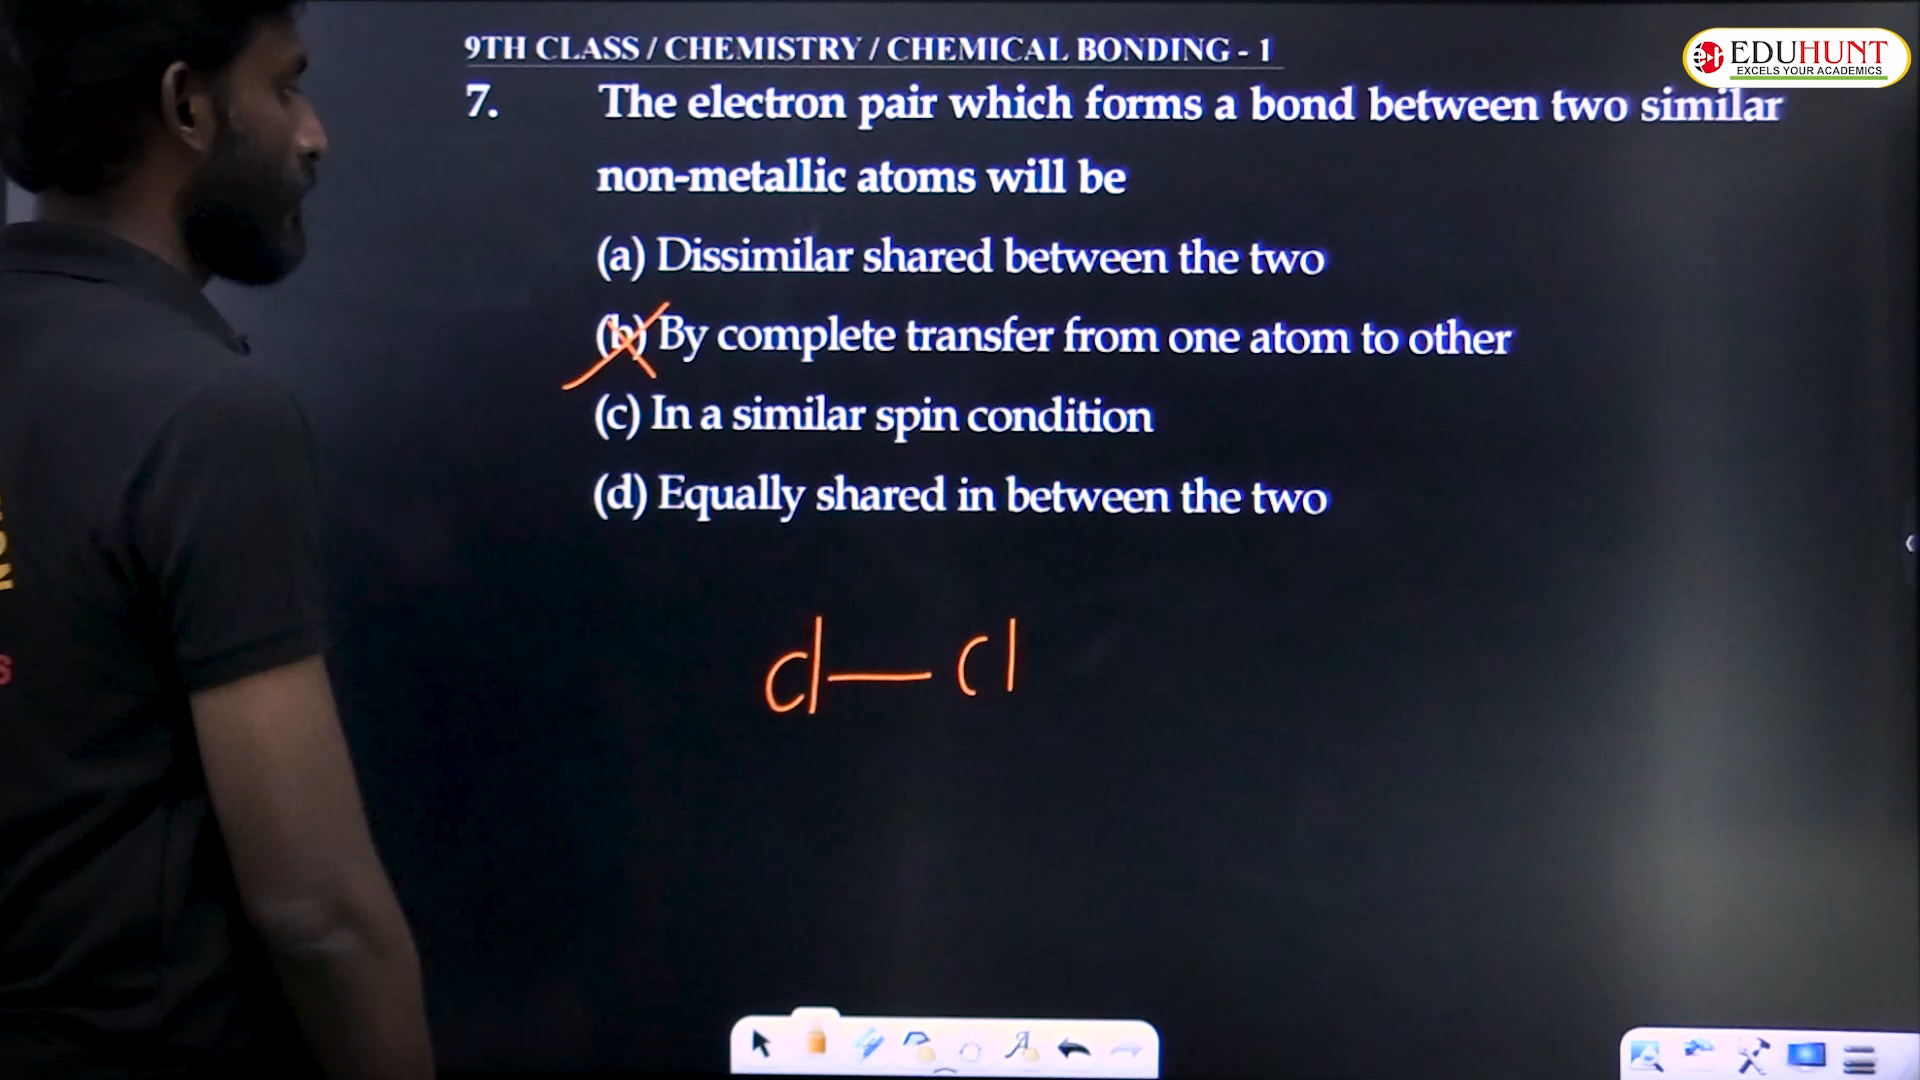 9TH CLASS / CHEMISTRY / CHEMICAL BONDING - 1
EDUHUNT
EXCELS YOUR ACADEMICS
7. The electron pair which forms a bond between two similar
non-metallic atoms will be
(a) Dissimilar shared between the two
(b) By complete transfer from one atom to other
(c) In a similar spin condition
(d) Equally shared in between the two
Cl — Cl